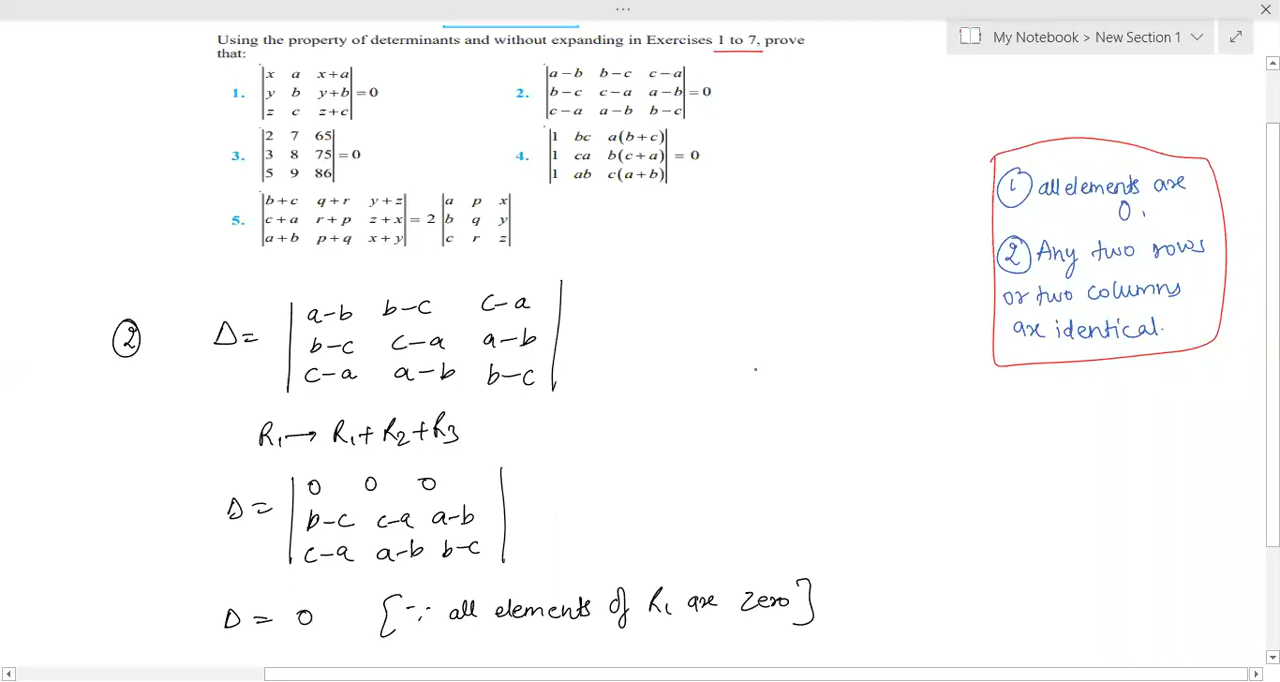 My Notebook > New Section 1
Using the property of determinants and without expanding in Exercises 1 to 7, prove
that:
1. |x a x+a|
|y b y+b| = 0
|z c z+c|
2. |a−b b−c c−a|
|b−c c−a a−b| = 0
|c−a a−b b−c|
3. |2 7 65|
|3 8 75| = 0
|5 9 86|
4. |1 bc a(b+c)|
|1 ca b(c+a)| = 0
|1 ab c(a+b)|
5. |b+c q+r y+z| |a p x|
|c+a r+p z+x| = 2 |b q y|
|a+b p+q x+y| |c r z|
① all elements are
0.
② Any two rows
or two columns
are identical.
② Δ = |a−b b−c c−a|
|b−c c−a a−b|
|c−a a−b b−c|
R₁→ R₁+R₂+R₃
Δ = |0 0 0|
|b−c c−a a−b|
|c−a a−b b−c|
Δ = 0 {∵ all elements of R₁ are zero}